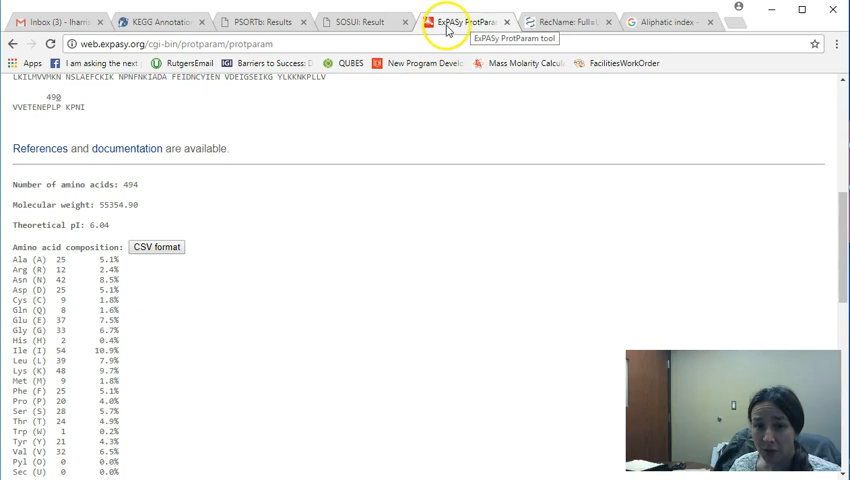 Inbox (3) - lharris
KEGG Annotation
PSORTb: Results
SOSUI: Result
ExPASy ProtParam
RecName: Full=L
Aliphatic index -
web.expasy.org/cgi-bin/protparam/protparam
ExPASy ProtParam tool
Apps
I am asking the next
RutgersEmail
Barriers to Success: D
QUBES
New Program Develo
Mass Molarity Calcu
FacilitiesWorkOrder
LKILMVVMKN NSLAEFCKIK NPFNKIADA FEIDNCYIEN VDEIGSEIKG YLKKNKPLLV
490
VVETENEPLP KPNI
References and documentation are available.
Number of amino acids: 494
Molecular weight: 55354.90
Theoretical pI: 6.04
Amino acid composition: CSV format
Ala (A) 25 5.1%
Arg (R) 12 2.4%
Asn (N) 42 8.5%
Asp (D) 25 5.1%
Cys (C) 9 1.8%
Gln (Q) 8 1.6%
Glu (E) 37 7.5%
Gly (G) 33 6.7%
His (H) 2 0.4%
Ile (I) 54 10.9%
Leu (L) 39 7.9%
Lys (K) 48 9.7%
Met (M) 9 1.8%
Phe (F) 25 5.1%
Pro (P) 20 4.0%
Ser (S) 28 5.7%
Thr (T) 24 4.9%
Trp (W) 1 0.2%
Tyr (Y) 21 4.3%
Val (V) 32 6.5%
Pyl (O) 0 0.0%
Sec (U) 0 0.0%